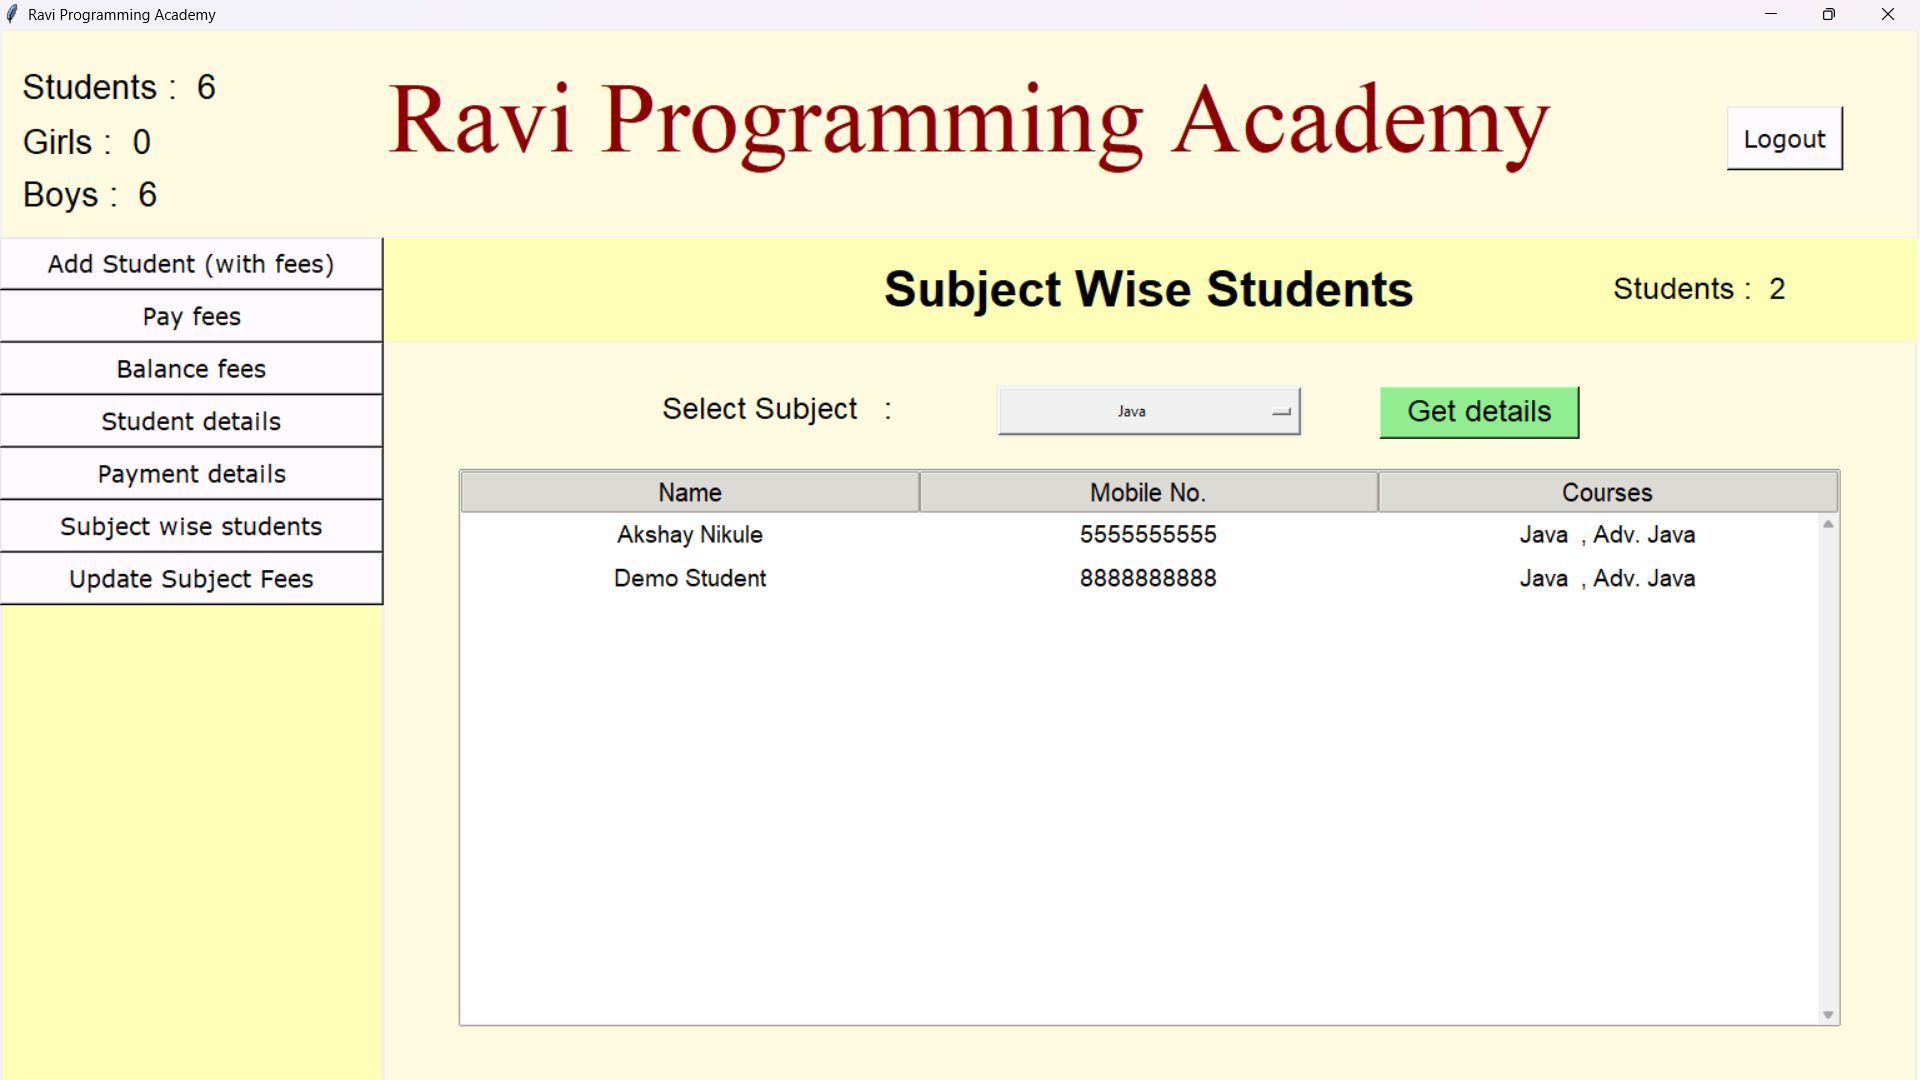 Ravi Programming Academy
Students :  6
Girls :  0
Boys :  6
Ravi Programming Academy
Logout
Add Student (with fees)
Pay fees
Balance fees
Student details
Payment details
Subject wise students
Update Subject Fees
Subject Wise Students
Students :  2
Select Subject   :
Java
Get details
Name Mobile No. Courses
Akshay Nikule 5555555555 Java  , Adv. Java
Demo Student 8888888888 Java  , Adv. Java